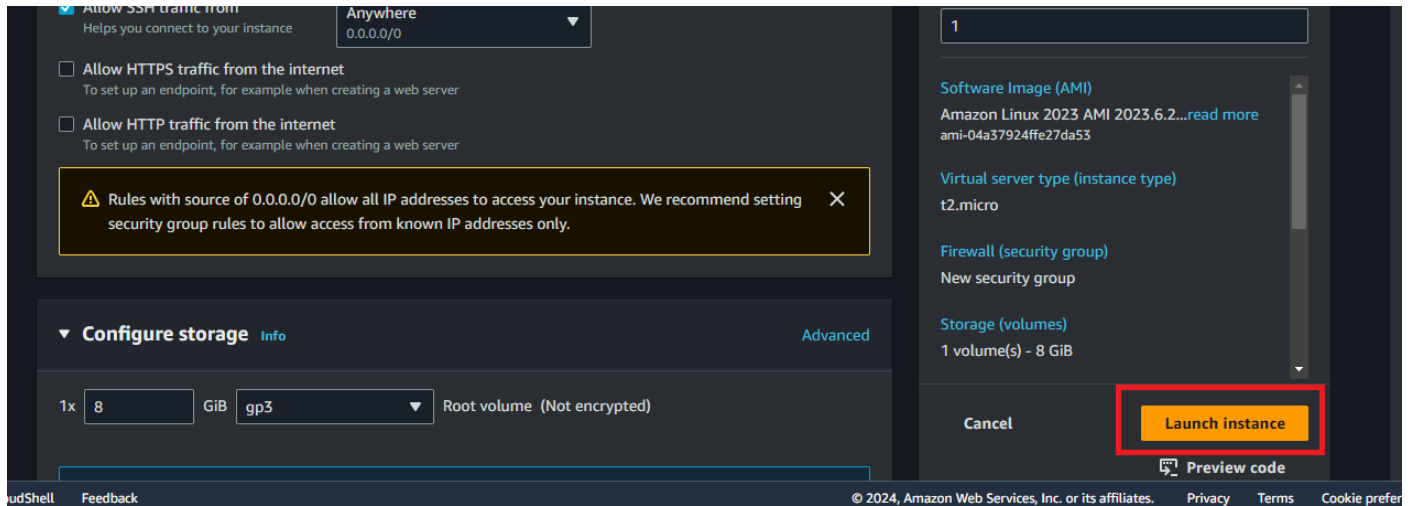 Allow SSH traffic from
Helps you connect to your instance
Anywhere
0.0.0.0/0
Allow HTTPS traffic from the internet
To set up an endpoint, for example when creating a web server
Allow HTTP traffic from the internet
To set up an endpoint, for example when creating a web server
Rules with source of 0.0.0.0/0 allow all IP addresses to access your instance. We recommend setting
security group rules to allow access from known IP addresses only.
Configure storage Info
Advanced
1x 8 GiB gp3 Root volume (Not encrypted)
1
Software Image (AMI)
Amazon Linux 2023 AMI 2023.6.2...read more
ami-04a37924ffe27da53
Virtual server type (instance type)
t2.micro
Firewall (security group)
New security group
Storage (volumes)
1 volume(s) - 8 GiB
Cancel
Launch instance
Preview code
oudShell Feedback
© 2024, Amazon Web Services, Inc. or its affiliates. Privacy Terms Cookie prefer